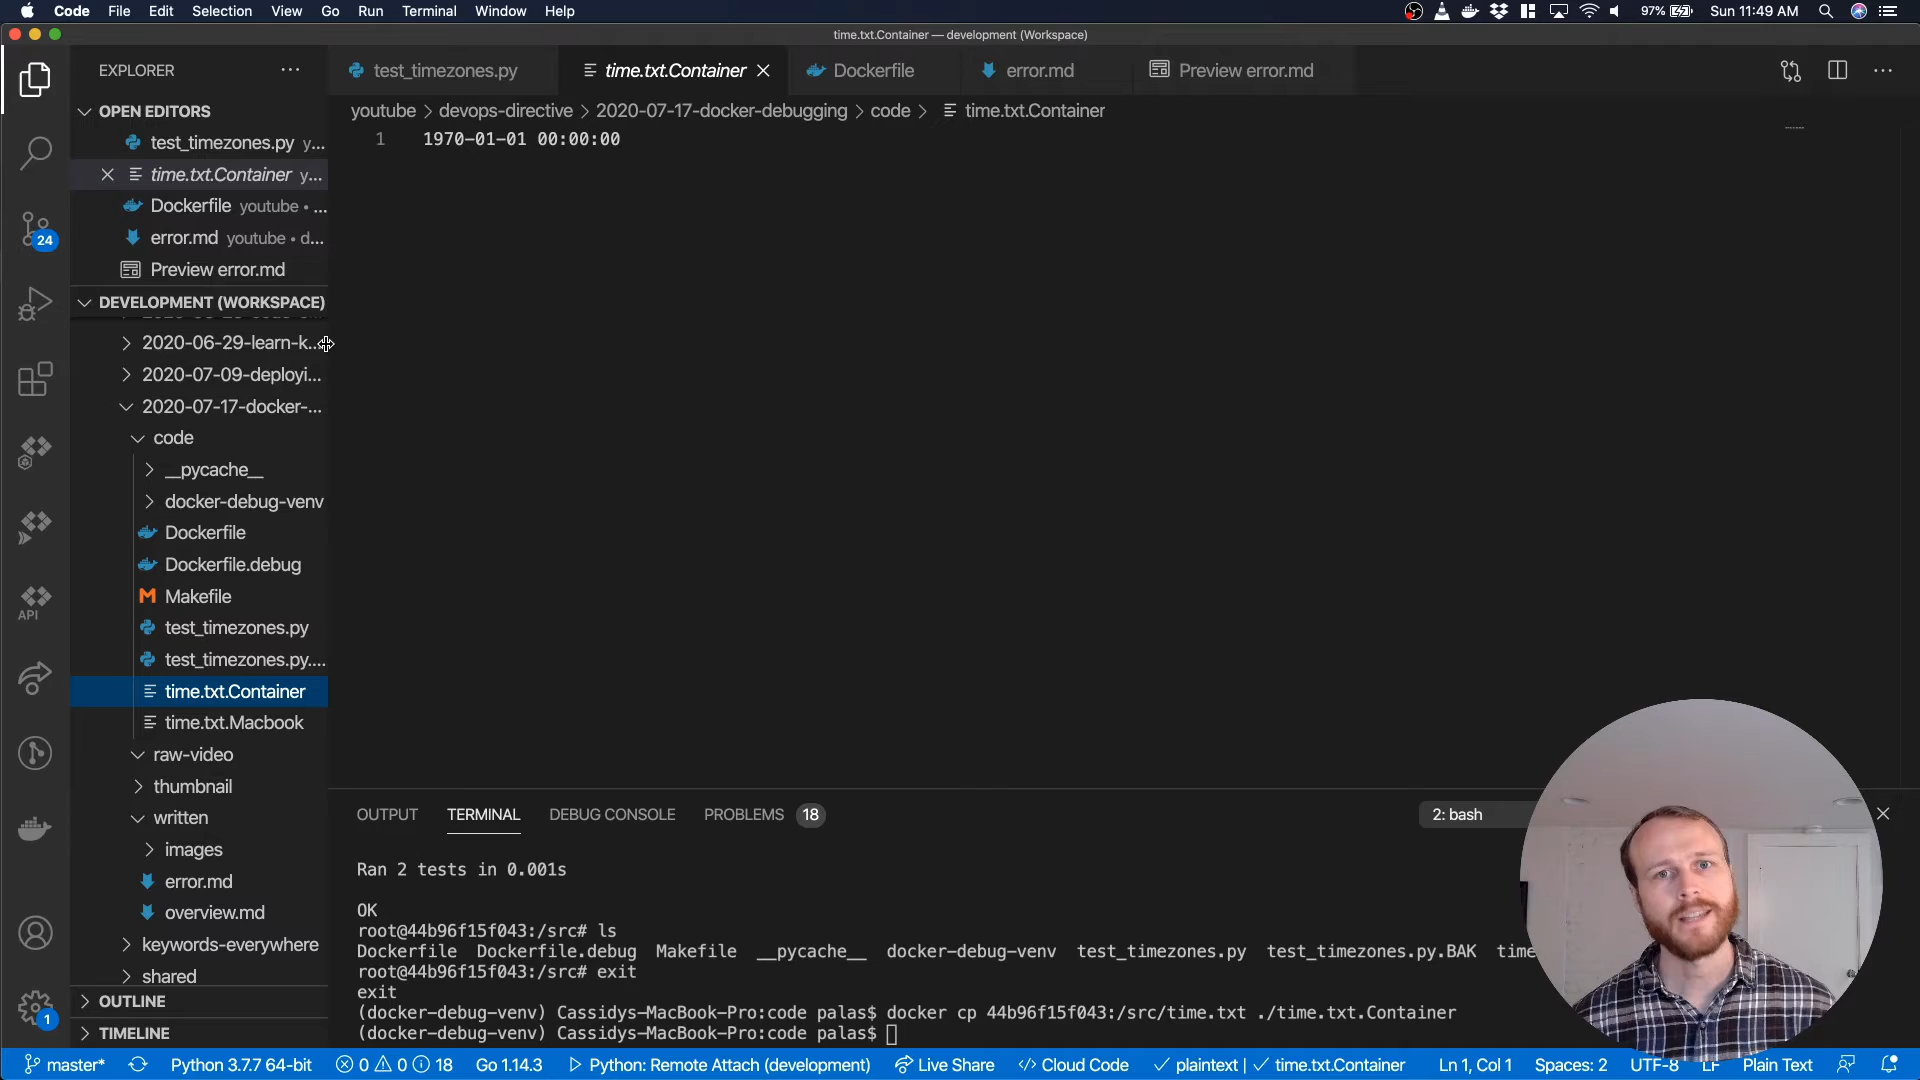 Code File Edit Selection View Go Run Terminal Window Help
97% Sun 11:49 AM
time.txt.Container — development (Workspace)
EXPLORER
test_timezones.py
time.txt.Container
Dockerfile
error.md
Preview error.md
youtube > devops-directive > 2020-07-17-docker-debugging > code > time.txt.Container
1 1970-01-01 00:00:00
OPEN EDITORS
test_timezones.py y...
time.txt.Container y...
Dockerfile youtube • ...
error.md youtube • d...
Preview error.md
DEVELOPMENT (WORKSPACE)
2020-06-29-learn-k...
2020-07-09-deployi...
2020-07-17-docker-...
code
__pycache__
docker-debug-venv
Dockerfile
Dockerfile.debug
Makefile
test_timezones.py
test_timezones.py....
time.txt.Container
time.txt.Macbook
raw-video
thumbnail
written
images
error.md
overview.md
keywords-everywhere
shared
OUTLINE
TIMELINE
24
API
1
OUTPUT TERMINAL DEBUG CONSOLE PROBLEMS 18
2: bash
Ran 2 tests in 0.001s
OK
root@44b96f15f043:/src# ls
Dockerfile Dockerfile.debug Makefile __pycache__ docker-debug-venv test_timezones.py test_timezones.py.BAK time
root@44b96f15f043:/src# exit
exit
(docker-debug-venv) Cassidys-MacBook-Pro:code palas$ docker cp 44b96f15f043:/src/time.txt ./time.txt.Container
(docker-debug-venv) Cassidys-MacBook-Pro:code palas$
master* Python 3.7.7 64-bit 0 0 18 Go 1.14.3 Python: Remote Attach (development) Live Share Cloud Code plaintext | time.txt.Container Ln 1, Col 1 Spaces: 2 UTF-8 LF Plain Text